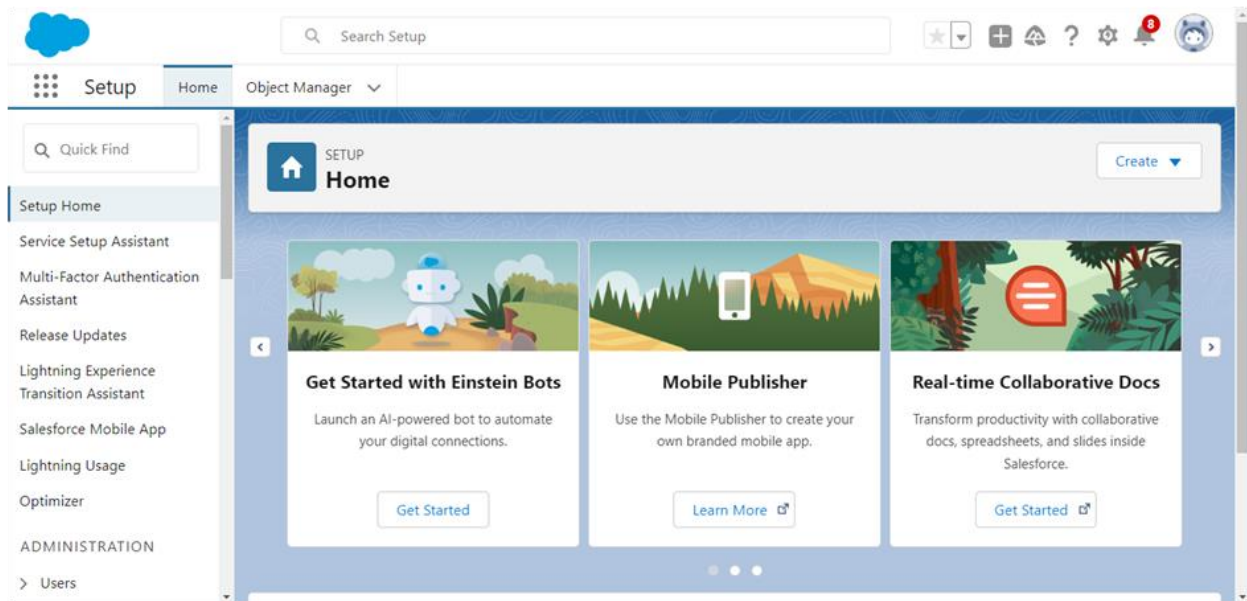 Search Setup
8
Setup
Home
Object Manager
Quick Find
Setup Home
Service Setup Assistant
Multi-Factor Authentication
Assistant
Release Updates
Lightning Experience
Transition Assistant
Salesforce Mobile App
Lightning Usage
Optimizer
ADMINISTRATION
Users
SETUP
Home
Create
Get Started with Einstein Bots
Launch an AI-powered bot to automate
your digital connections.
Get Started
Mobile Publisher
Use the Mobile Publisher to create your
own branded mobile app.
Learn More
Real-time Collaborative Docs
Transform productivity with collaborative
docs, spreadsheets, and slides inside
Salesforce.
Get Started